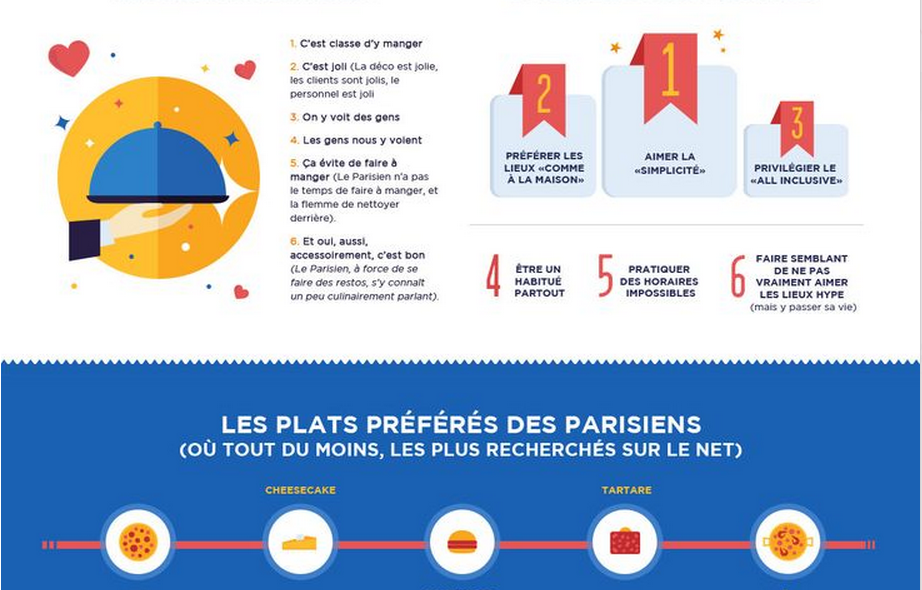 1. C'est classe d'y manger
2. C'est joli (La déco est jolie,
les clients sont jolis, le
personnel est joli
3. On y voit des gens
4. Les gens nous y voient
5. Ça évite de faire à
manger (Le Parisien n'a pas
le temps de faire à manger, et
la flemme de nettoyer
derrière).
6. Et oui, aussi,
accessoirement, c'est bon
(Le Parisien, à force de se
faire des restos, s'y connaît
un peu culinairement parlant).
2
PRÉFÉRER LES
LIEUX «COMME
À LA MAISON»
1
AIMER LA
«SIMPLICITÉ»
3
PRIVILÉGIER LE
«ALL INCLUSIVE»
4
ÊTRE UN
HABITUÉ
PARTOUT
5
PRATIQUER
DES HORAIRES
IMPOSSIBLES
6
FAIRE SEMBLANT
DE NE PAS
VRAIMENT AIMER
LES LIEUX HYPE
(mais y passer sa vie)
LES PLATS PRÉFÉRÉS DES PARISIENS
(OÙ TOUT DU MOINS, LES PLUS RECHERCHÉS SUR LE NET)
CHEESECAKE
TARTARE